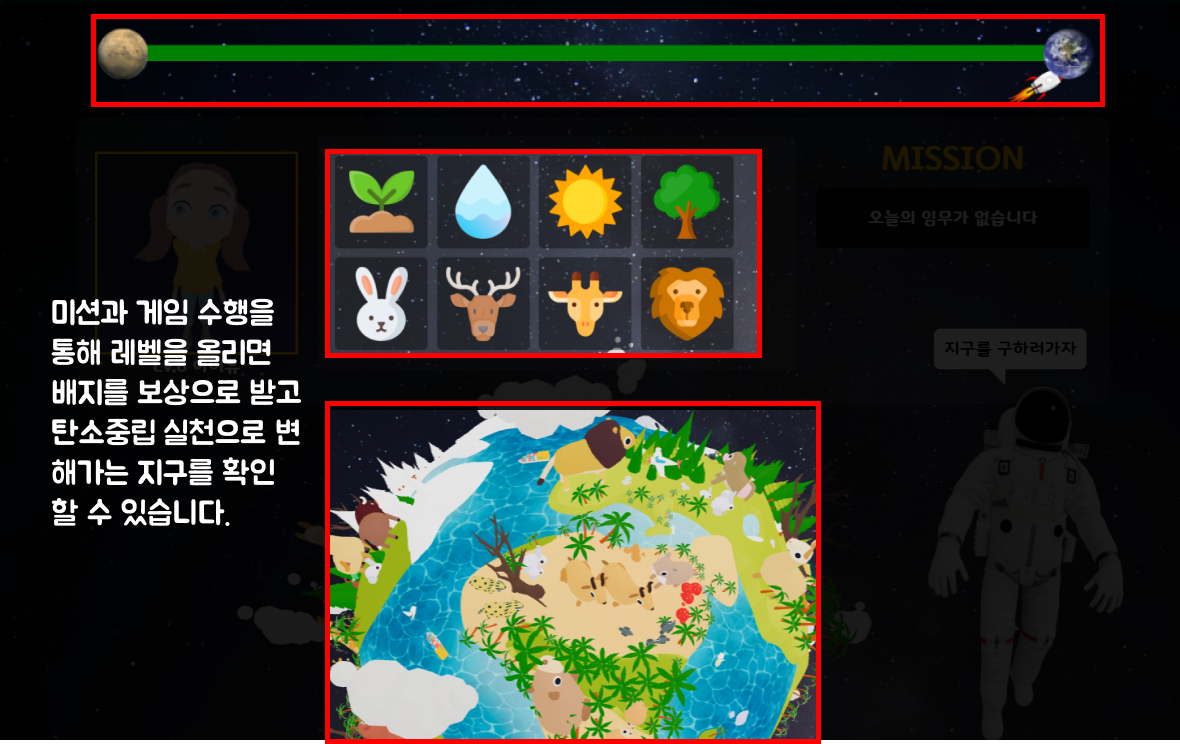 MISSION
오늘의 임무가 없습니다
미션과 게임 수행을
통해 레벨을 올리면
배지를 보상으로 받고
탄소중립 실천으로 변
해가는 지구를 확인
할 수 있습니다.
지구를 구하러가자